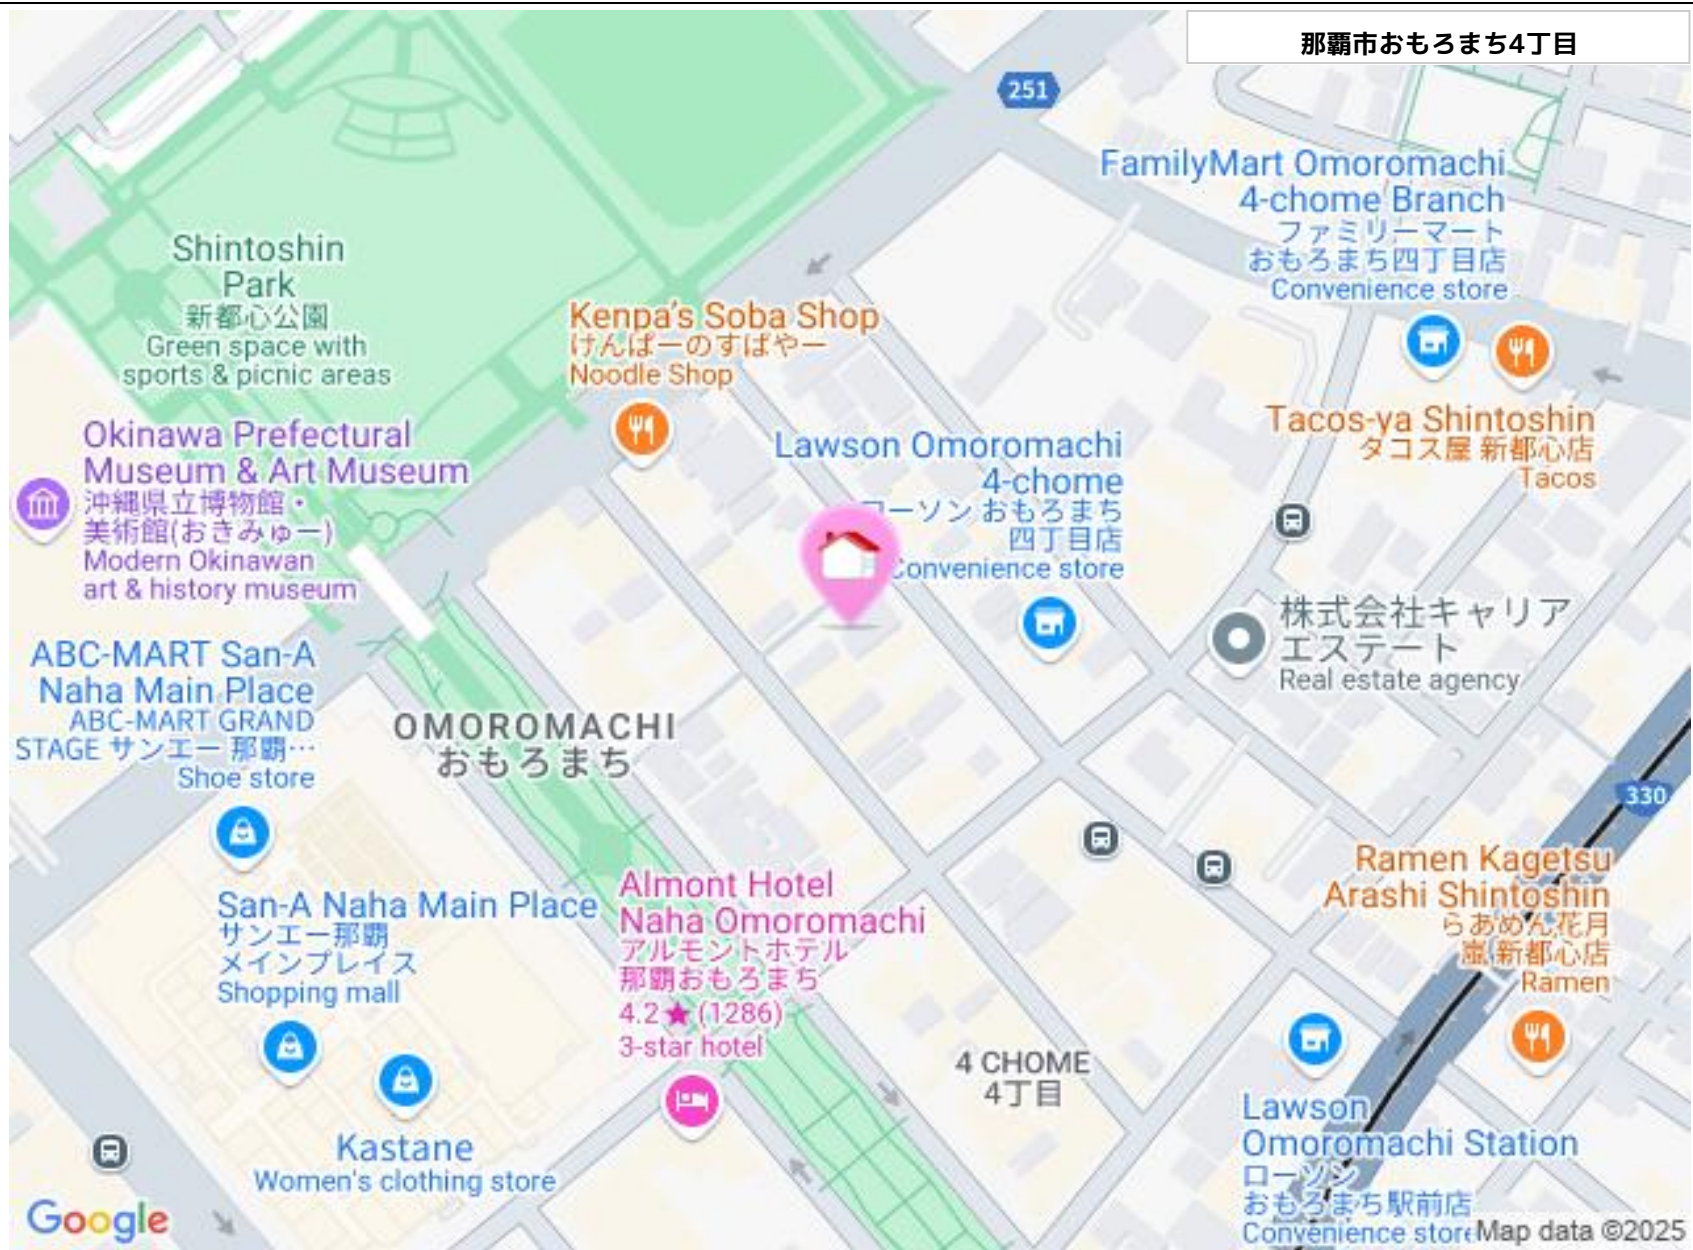 那覇市おもろまち4丁目
251
FamilyMart Omoromachi
4-chome Branch
ファミリーマート
おもろまち四丁目店
Convenience store
Shintoshin
Park
新都心公園
Green space with
sports & picnic areas
Kenpa's Soba Shop
けんぱーのすばやー
Noodle Shop
Tacos-ya Shintoshin
タコス屋 新都心店
Tacos
Okinawa Prefectural
Museum & Art Museum
沖縄県立博物館・
美術館(おきみゅー)
Modern Okinawan
art & history museum
Lawson Omoromachi
4-chome
ローソン おもろまち
四丁目店
Convenience store
株式会社キャリア
エステート
Real estate agency
ABC-MART San-A
Naha Main Place
ABC-MART GRAND
STAGE サンエー 那覇…
Shoe store
OMOROMACHI
おもろまち
330
San-A Naha Main Place
サンエー那覇
メインプレイス
Shopping mall
Almont Hotel
Naha Omoromachi
アルモントホテル
那覇おもろまち
4.2★(1286)
3-star hotel
Ramen Kagetsu
Arashi Shintoshin
らあめん花月
嵐 新都心店
Ramen
4 CHOME
4丁目
Kastane
Women's clothing store
Lawson
Omoromachi Station
ローソン
おもろまち駅前店
Convenience store
Google
Map data ©2025